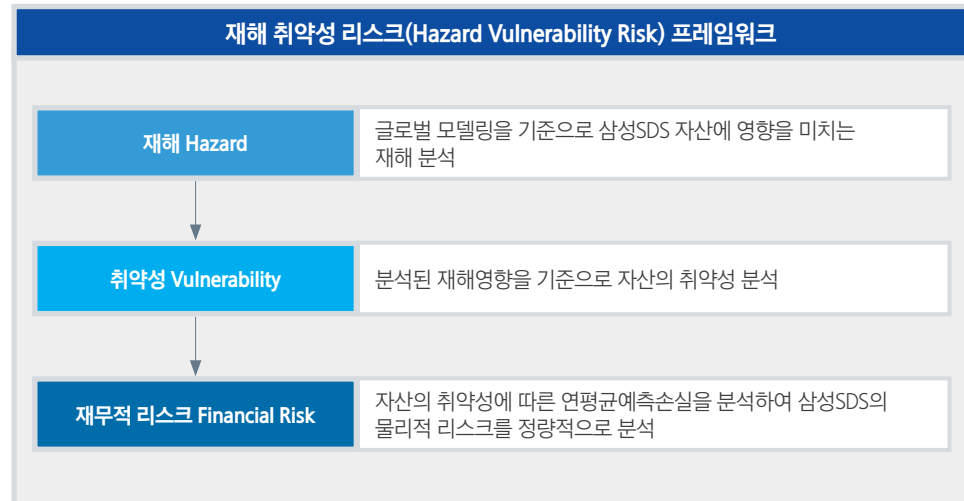 재해 취약성 리스크(Hazard Vulnerability Risk) 프레임워크
재해 Hazard
글로벌 모델링을 기준으로 삼성SDS 자산에 영향을 미치는
재해 분석
취약성 Vulnerability
분석된 재해영향을 기준으로 자산의 취약성 분석
재무적 리스크 Financial Risk
자산의 취약성에 따른 연평균예측손실을 분석하여 삼성SDS의
물리적 리스크를 정량적으로 분석